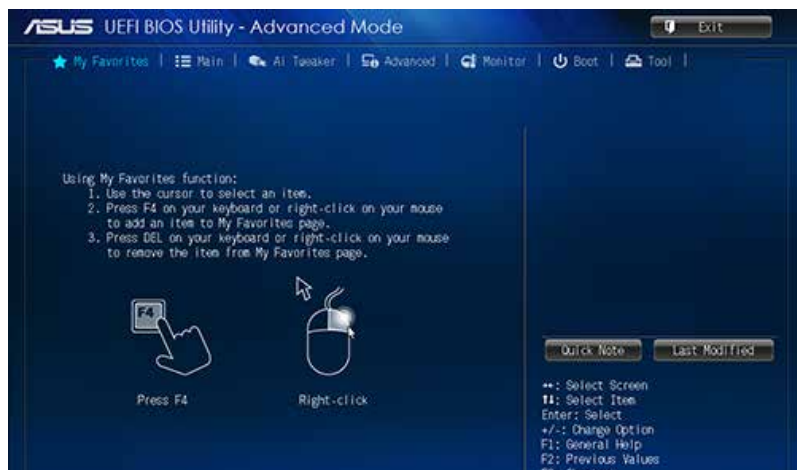 ASUS UEFI BIOS Utility - Advanced Mode
Exit
My Favorites | Main | Ai Tweaker | Advanced | Monitor | Boot | Tool |
Using My Favorites function:
1. Use the cursor to select an item.
2. Press F4 on your keyboard or right-click on your mouse
to add an item to My Favorites page.
3. Press DEL on your keyboard or right-click on your mouse
to remove the item from My Favorites page.
F4
Press F4
Right-click
Quick Note
Last Modified
↔: Select Screen
↑↓: Select Item
Enter: Select
+/-: Change Option
F1: General Help
F2: Previous Values